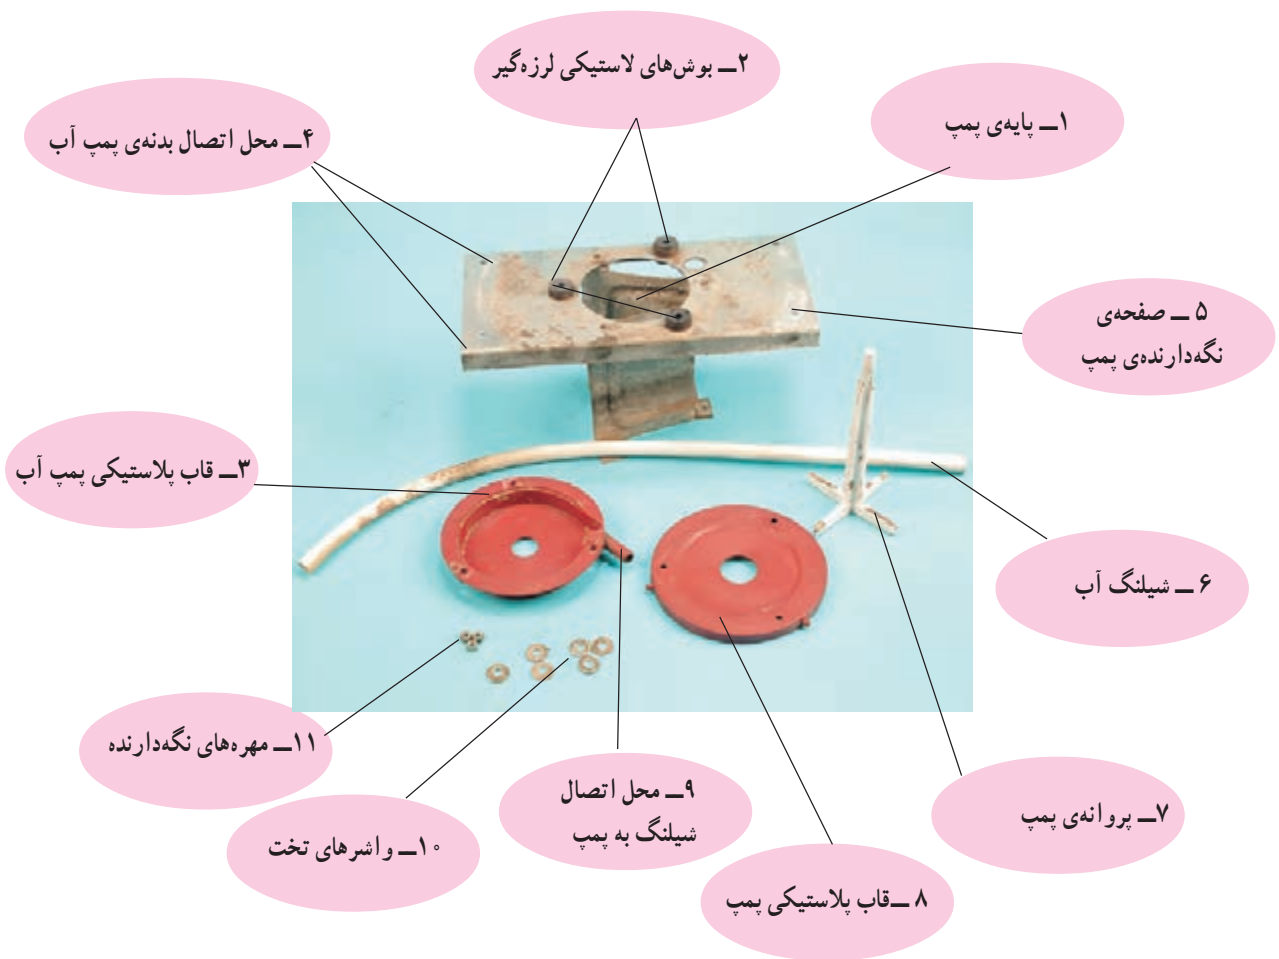 ۱ــ پایه‌ی پمپ
۲ــ بوش‌های لاستیکی لرزه‌گیر
۳ــ قاب پلاستیکی پمپ آب
۴ــ محل اتصال بدنه‌ی پمپ آب
۵ ــ صفحه‌ی
نگه‌دارنده‌ی پمپ
۶ ــ شیلنگ آب
۷ــ پروانه‌ی پمپ
۸ ــ قاب پلاستیکی پمپ
۹ــ محل اتصال
شیلنگ به پمپ
۱۰ــ واشرهای تخت
۱۱ــ مهره‌های نگه‌دارنده